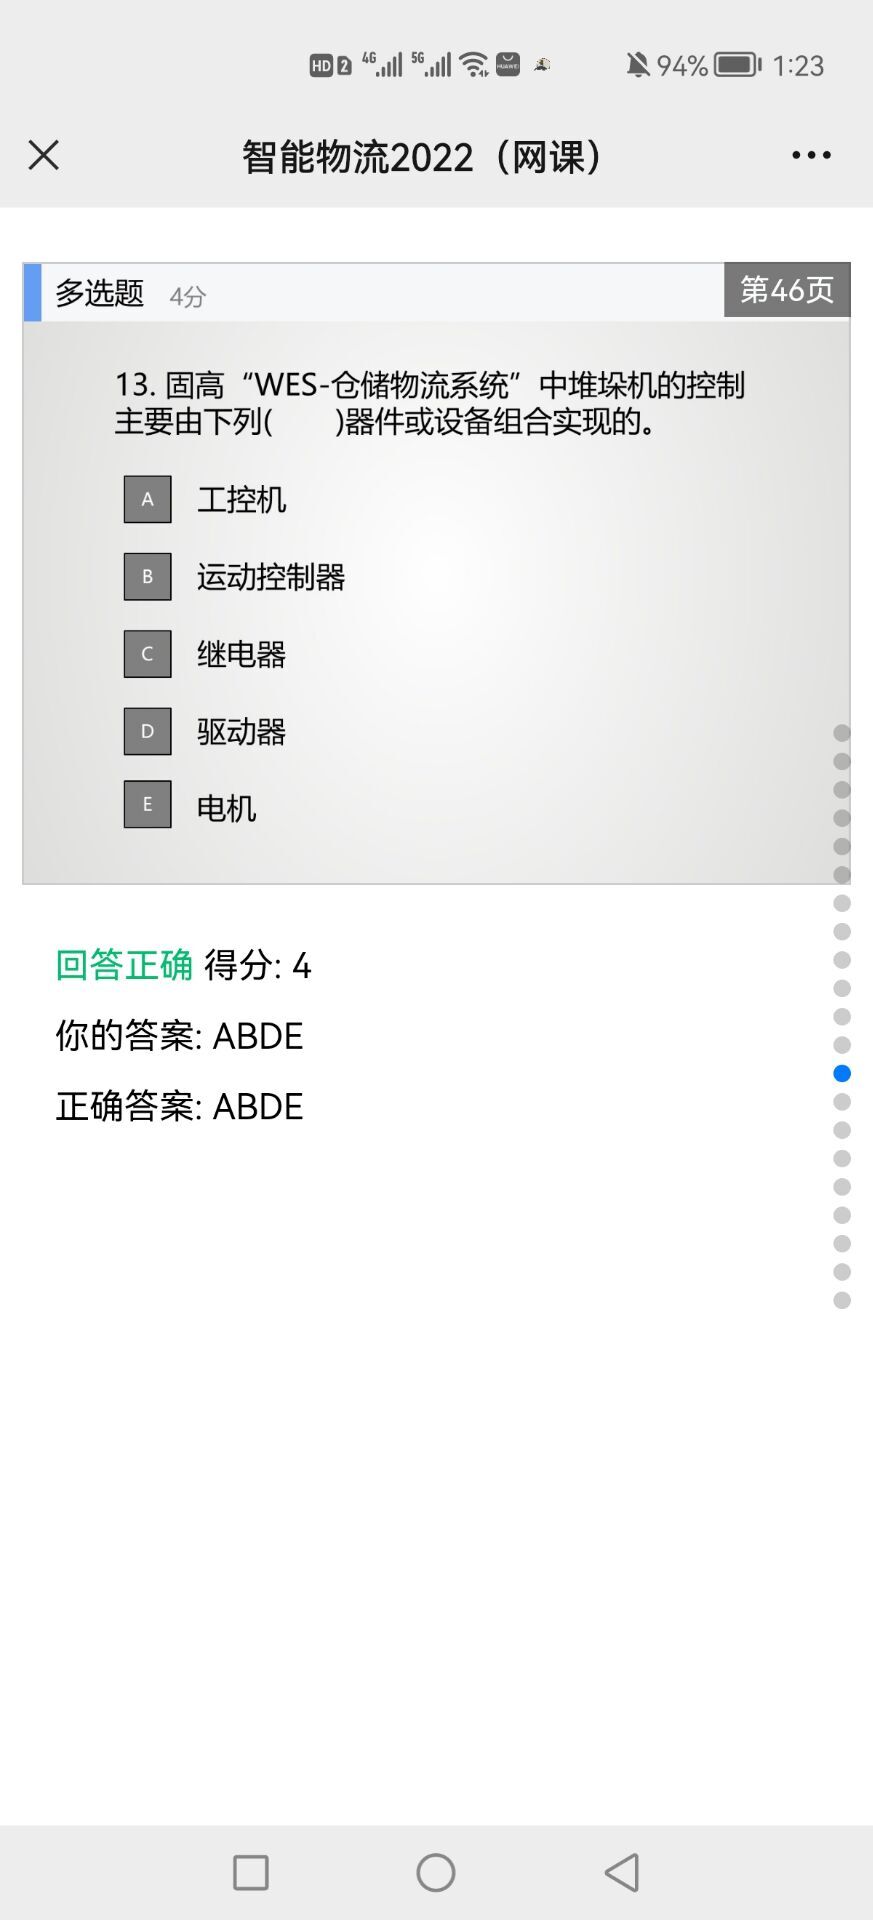 HD 2 4G 5G HUAWEI 94% 1:23
智能物流2022（网课）
多选题 4分 第46页
13. 固高“WES-仓储物流系统”中堆垛机的控制
主要由下列( )器件或设备组合实现的。
A 工控机
B 运动控制器
C 继电器
D 驱动器
E 电机
回答正确 得分: 4
你的答案: ABDE
正确答案: ABDE